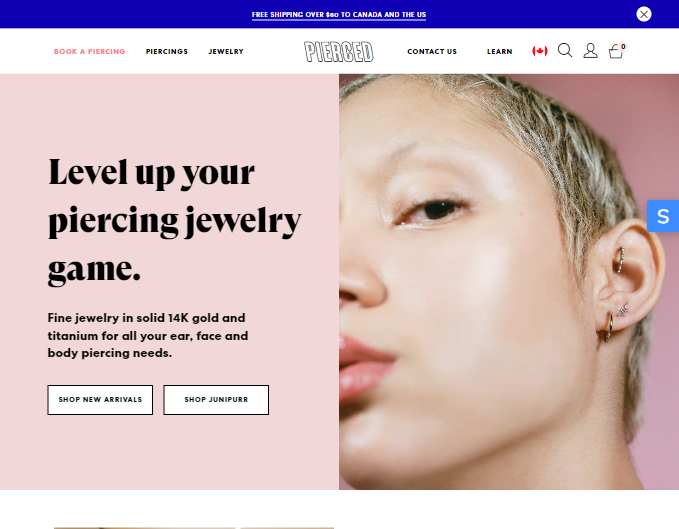 FREE SHIPPING OVER $80 TO CANADA AND THE US
BOOK A PIERCING
PIERCINGS
JEWELRY
PIERCED
CONTACT US
LEARN
0
Level up your
piercing jewelry
game.
S
Fine jewelry in solid 14K gold and
titanium for all your ear, face and
body piercing needs.
SHOP NEW ARRIVALS
SHOP JUNIPURR